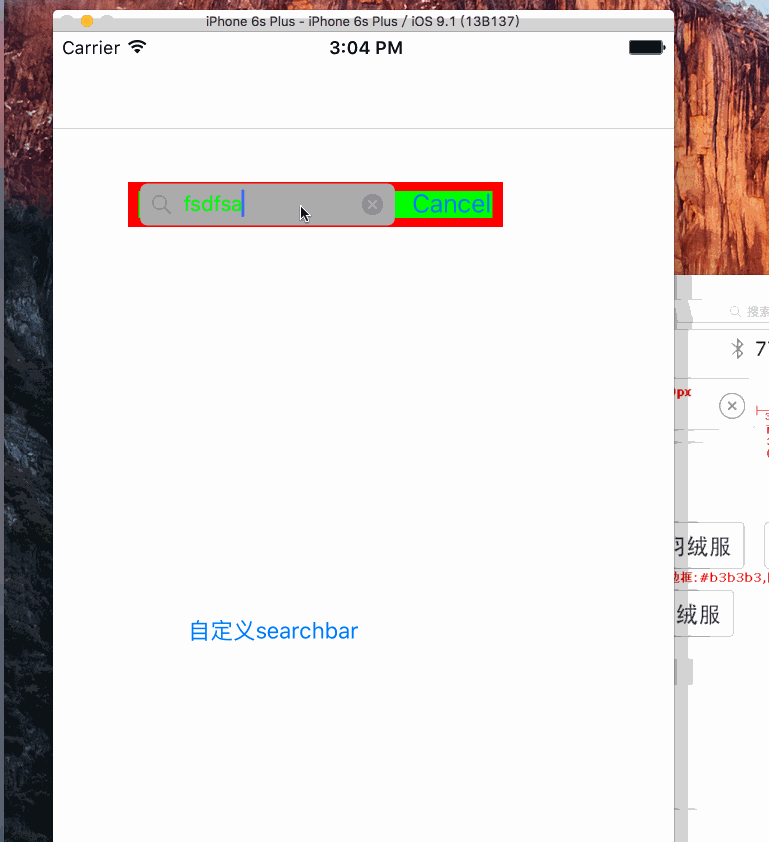 iPhone 6s Plus - iPhone 6s Plus / iOS 9.1 (13B137)
Carrier 3:04 PM
fsdfsa Cancel
搜索
7
px
羽绒服
边框:#b3b3b3,
绒服
自定义searchbar